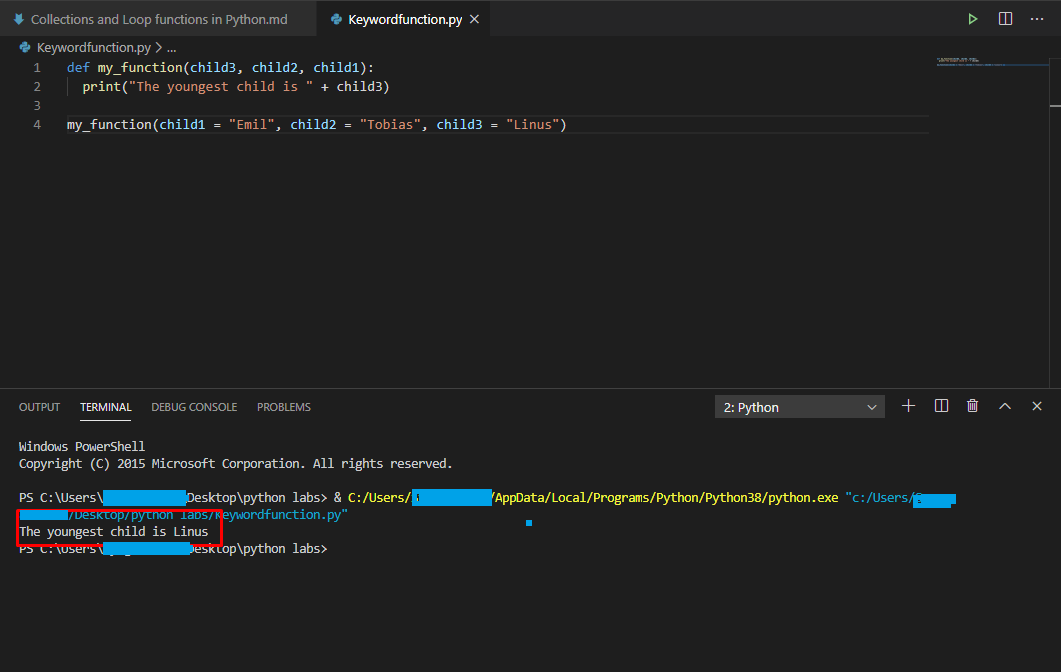 Collections and Loop functions in Python.md
Keywordfunction.py
Keywordfunction.py > ...
1 def my_function(child3, child2, child1):
2   print("The youngest child is " + child3)
3
4 my_function(child1 = "Emil", child2 = "Tobias", child3 = "Linus")
OUTPUT TERMINAL DEBUG CONSOLE PROBLEMS 2: Python
Windows PowerShell
Copyright (C) 2015 Microsoft Corporation. All rights reserved.
PS C:\Users\ Desktop\python labs> & C:/Users/ /AppData/Local/Programs/Python/Python38/python.exe "c:/Users/
/Desktop/python labs/Keywordfunction.py"
The youngest child is Linus
PS C:\Users\ Desktop\python labs>